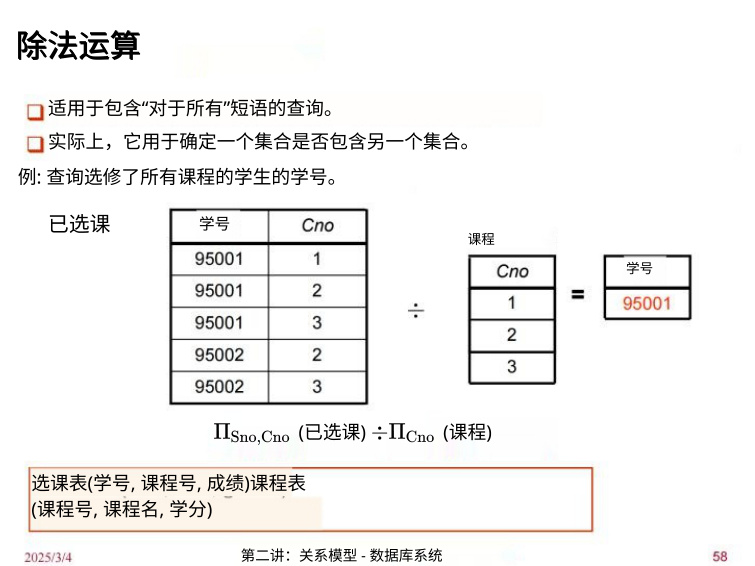 除法运算
适用于包含“对于所有”短语的查询。
实际上，它用于确定一个集合是否包含另一个集合。
例: 查询选修了所有课程的学生的学号。
已选课
学号 Cno
95001 1
95001 2
95001 3
95002 2
95002 3
÷
课程
Cno
1
2
3
=
学号
95001
Π Sno,Cno (已选课) ÷ Π Cno (课程)
选课表(学号, 课程号, 成绩)课程表
(课程号, 课程名, 学分)
2025/3/4 第二讲：关系模型 - 数据库系统 58